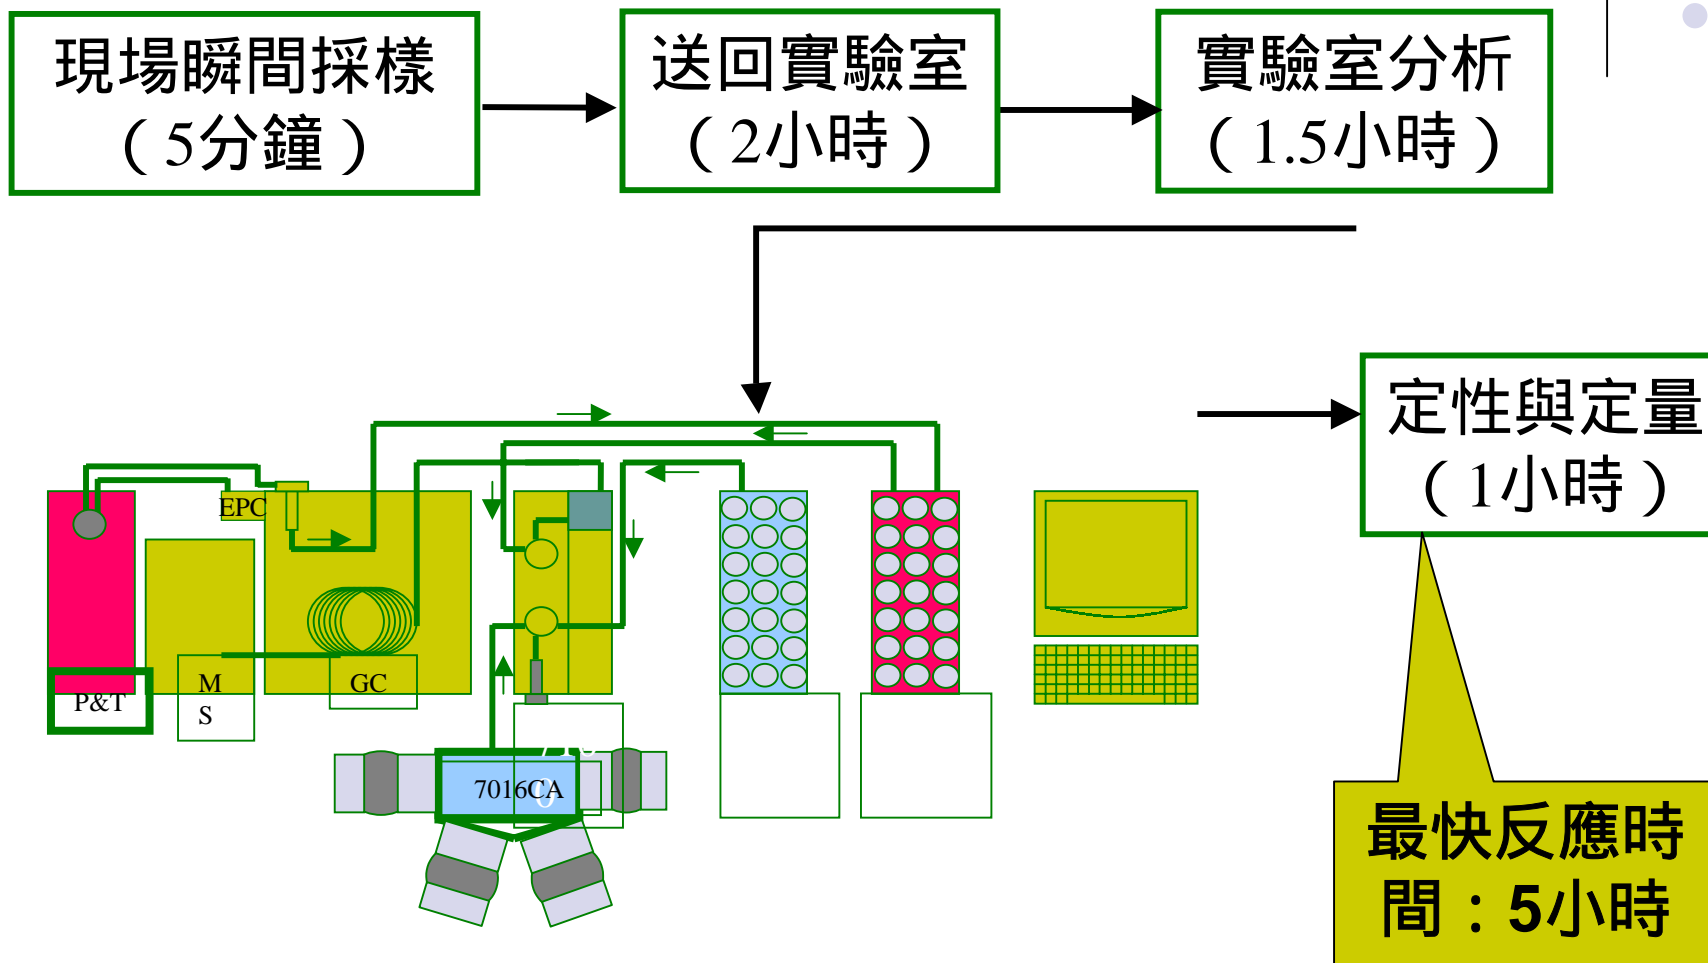 現場瞬間採樣
（5分鐘）
送回實驗室
（2小時）
實驗室分析
（1.5小時）
定性與定量
（1小時）
EPC
P&T
M
S
GC
7016CA
0
最快反應時
間：5小時